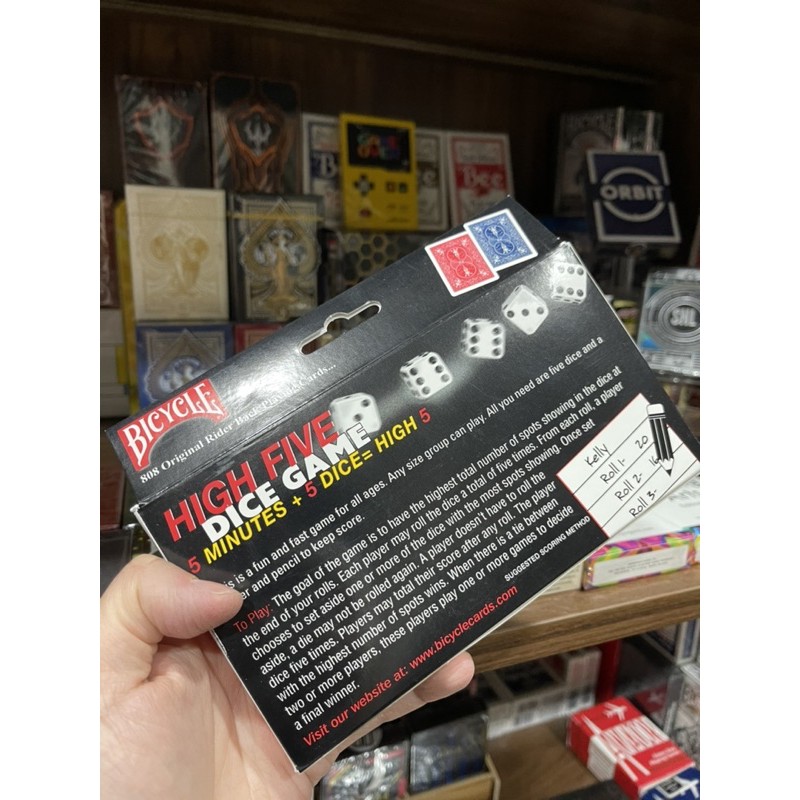 Bee
Bee
BICYCLE
ORBIT
BICYCLE
808 Original Rider Back Playing Cards...
HIGH FIVE
DICE GAME
5 MINUTES + 5 DICE= HIGH 5
is is a fun and fast game for all ages. Any size group can play. All you need are five dice and a
er and pencil to keep score.
To Play: The goal of the game is to have the highest total number of spots showing in the dice at
the end of your rolls. Each player may roll the dice a total of five times. From each roll, a player
chooses to set aside one or more of the dice with the most spots showing. Once set
aside, a die may not be rolled again. A player doesn't have to roll the
dice five times. Players may total their score after any roll. The player
with the highest number of spots wins. When there is a tie between
two or more players, these players play one or more games to decide
a final winner.
Visit our website at: www.bicyclecards.com
Kelly
Roll 1- 20
Roll 2- 16
Roll 3-
SUGGESTED SCORING METHOD